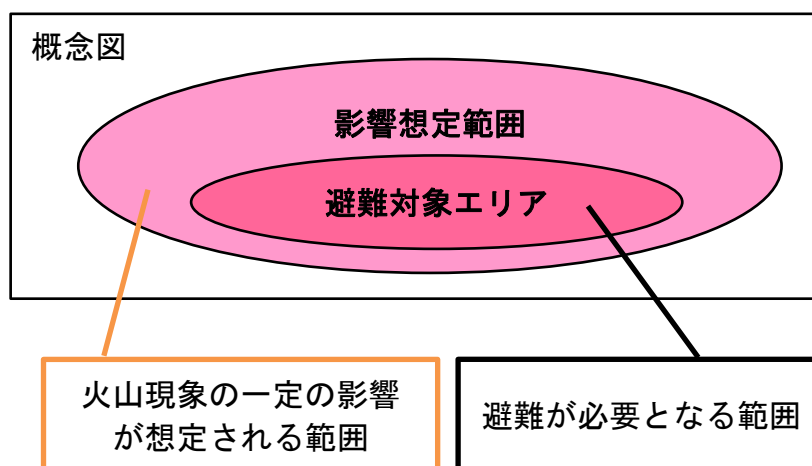 概念図
影響想定範囲
避難対象エリア
火山現象の一定の影響
が想定される範囲
避難が必要となる範囲